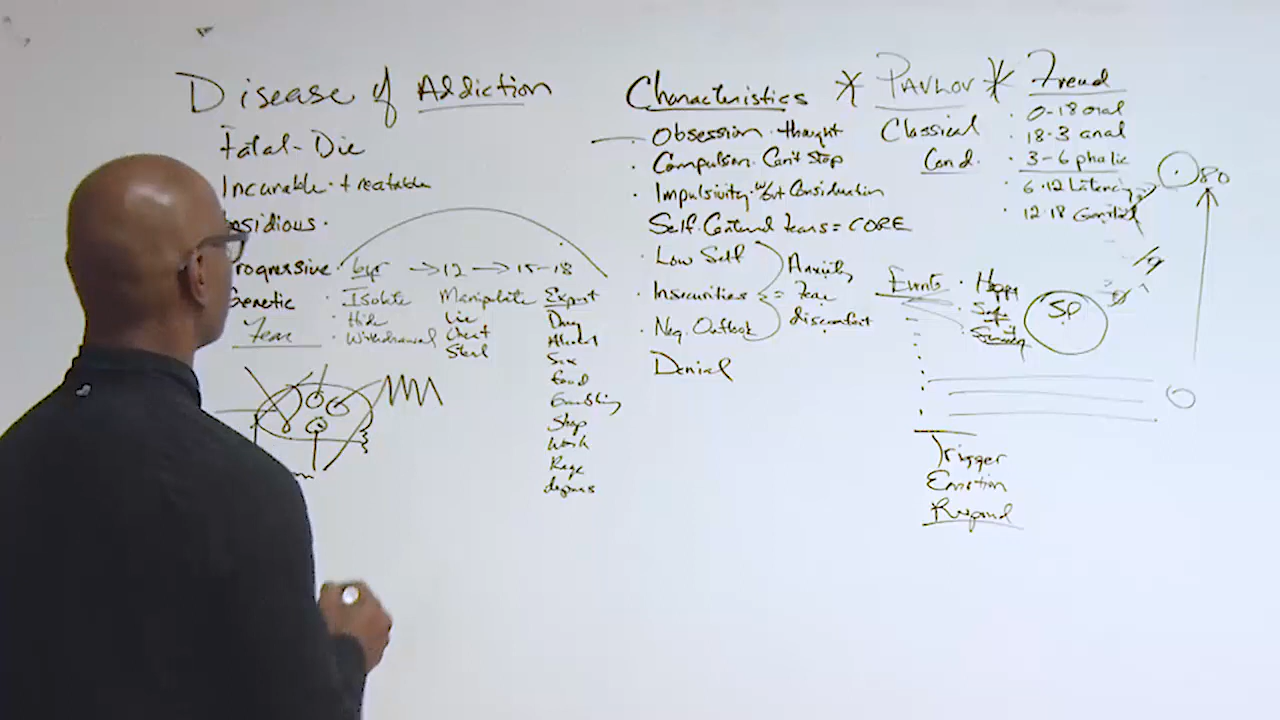 Disease of Addiction
Fatal - Die
Incurable · treatable
Insidious ·
Progressive · 6yr → 12 → 15-18
Genetic
Fear
· Isolate
· Hide
· Withdrawal
Manipulate
Lie
Cheat
Steal
Expert
Drug
Alcohol
Sex
Food
Gambling
Shop
Work
Rage
Characteristics
· Obsession · thought
· Compulsion · Can't Stop
· Impulsivity · w/out Consideration
Self-Centered fears = CORE
· Low Self
· Insecurities
· Neg. Outlook
= Anxiety
Fear
discomfort
Denial
* Pavlov *
Classical
Cond.
Freud
· 0-18 oral
· 18-3 anal
· 3-6 phalic
· 6-12 Latency
· 12-18 Genital
80
Events · Happy
· Safe
SP
Trigger
Emotion
Respond